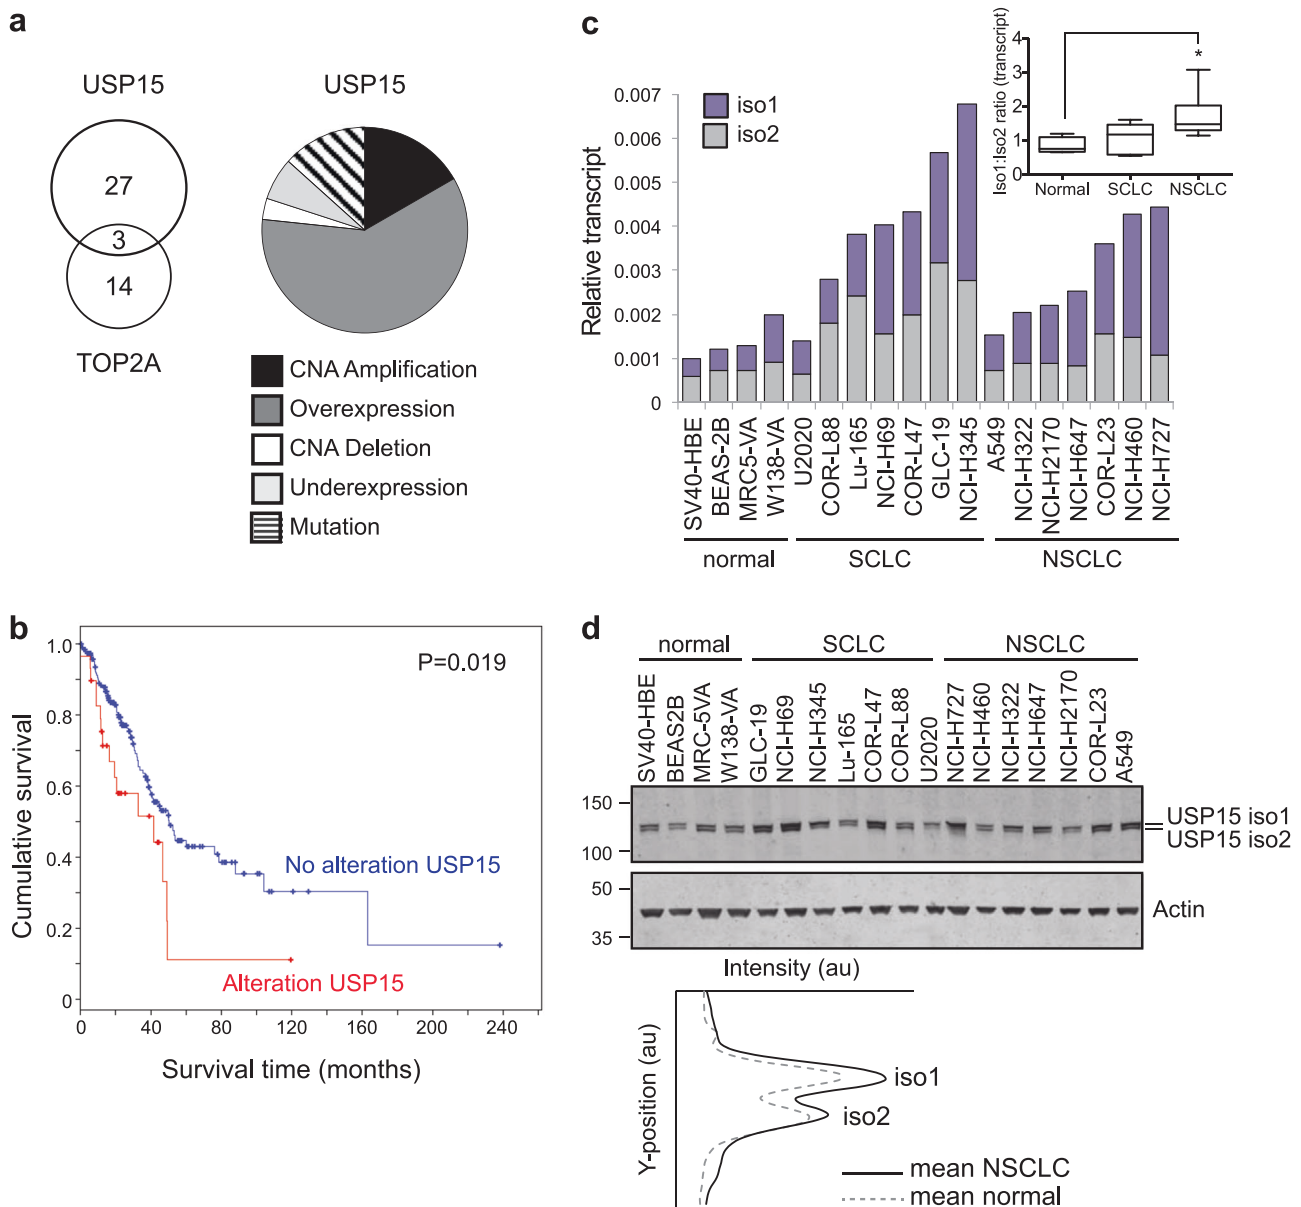 a
USP15
27
3
14
TOP2A
USP15
CNA Amplification
Overexpression
CNA Deletion
Underexpression
Mutation
b
Cumulative survival
1.0
0.8
0.6
0.4
0.2
0
P=0.019
No alteration USP15
Alteration USP15
0 40 80 120 160 200 240
Survival time (months)
c
Relative transcript
0.007
0.006
0.005
0.004
0.003
0.002
0.001
0
iso1
iso2
Iso1:Iso2 ratio (transcript)
4
3
2
1
0
*
Normal SCLC NSCLC
SV40-HBE
BEAS-2B
MRC5-VA
W138-VA
U2020
COR-L88
Lu-165
NCI-H69
COR-L47
GLC-19
NCI-H345
A549
NCI-H322
NCI-H2170
NCI-H647
COR-L23
NCI-H460
NCI-H727
normal SCLC NSCLC
d
normal SCLC NSCLC
SV40-HBE
BEAS2B
MRC-5VA
W138-VA
GLC-19
NCI-H69
NCI-H345
Lu-165
COR-L47
COR-L88
U2020
NCI-H727
NCI-H460
NCI-H322
NCI-H647
NCI-H2170
COR-L23
A549
150
100
USP15 iso1
USP15 iso2
50
35
Actin
Intensity (au)
Y-position (au)
iso1
iso2
mean NSCLC
mean normal